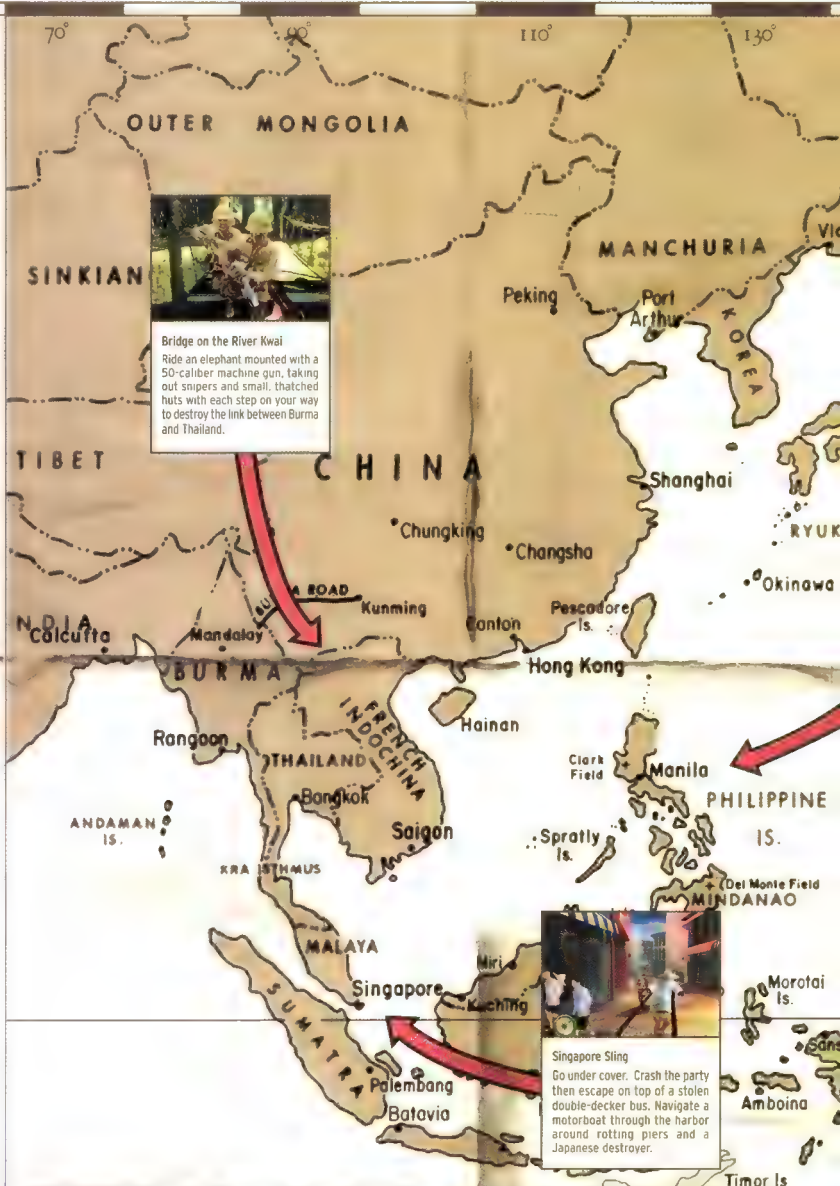 70° 90° 110° 130°
OUTER MONGOLIA
MANCHURIA
SINKIAN
Peking
Port
Arthur
KOREA
Bridge on the River Kwai
Ride an elephant mounted with a
50-caliber machine gun, taking
out snipers and small, thatched
huts with each step on your way
to destroy the link between Burma
and Thailand.
TIBET
CHINA
Shanghai
Chungking
Changsha
RYUK
Okinawa
ROAD
Kunming
Canton
Pescadore
Is.
NDIA
Calcutta
Mandalay
BURMA
Hong Kong
Hainan
FRENCH
INDOCHINA
Rangoon
THAILAND
Bangkok
Saigon
Clark
Field
Manila
PHILIPPINE
IS.
ANDAMAN
IS.
Spratly
Is.
KRA ISTHMUS
Del Monte Field
MINDANAO
MALAYA
Miri
Singapore
Kuching
Morotai
Is.
SUMATRA
Sans
Palembang
Batavia
Singapore Sling
Go under cover. Crash the party
then escape on top of a stolen
double-decker bus. Navigate a
motorboat through the harbor
around rotting piers and a
Japanese destroyer.
Amboina
Timor Is